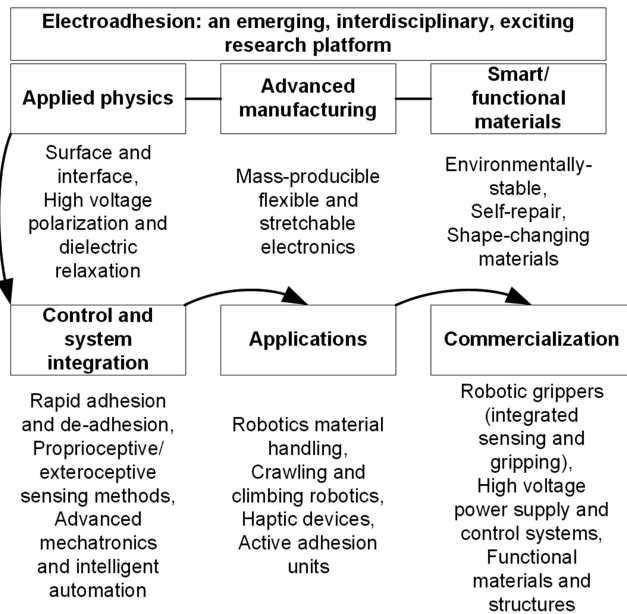 Electroadhesion: an emerging, interdisciplinary, exciting
research platform
Applied physics
Advanced
manufacturing
Smart/
functional
materials
Surface and
interface,
High voltage
polarization and
dielectric
relaxation
Mass-producible
flexible and
stretchable
electronics
Environmentally-
stable,
Self-repair,
Shape-changing
materials
Control and
system
integration
Applications
Commercialization
Rapid adhesion
and de-adhesion,
Proprioceptive/
exteroceptive
sensing methods,
Advanced
mechatronics
and intelligent
automation
Robotics material
handling,
Crawling and
climbing robotics,
Haptic devices,
Active adhesion
units
Robotic grippers
(integrated
sensing and
gripping),
High voltage
power supply and
control systems,
Functional
materials and
structures